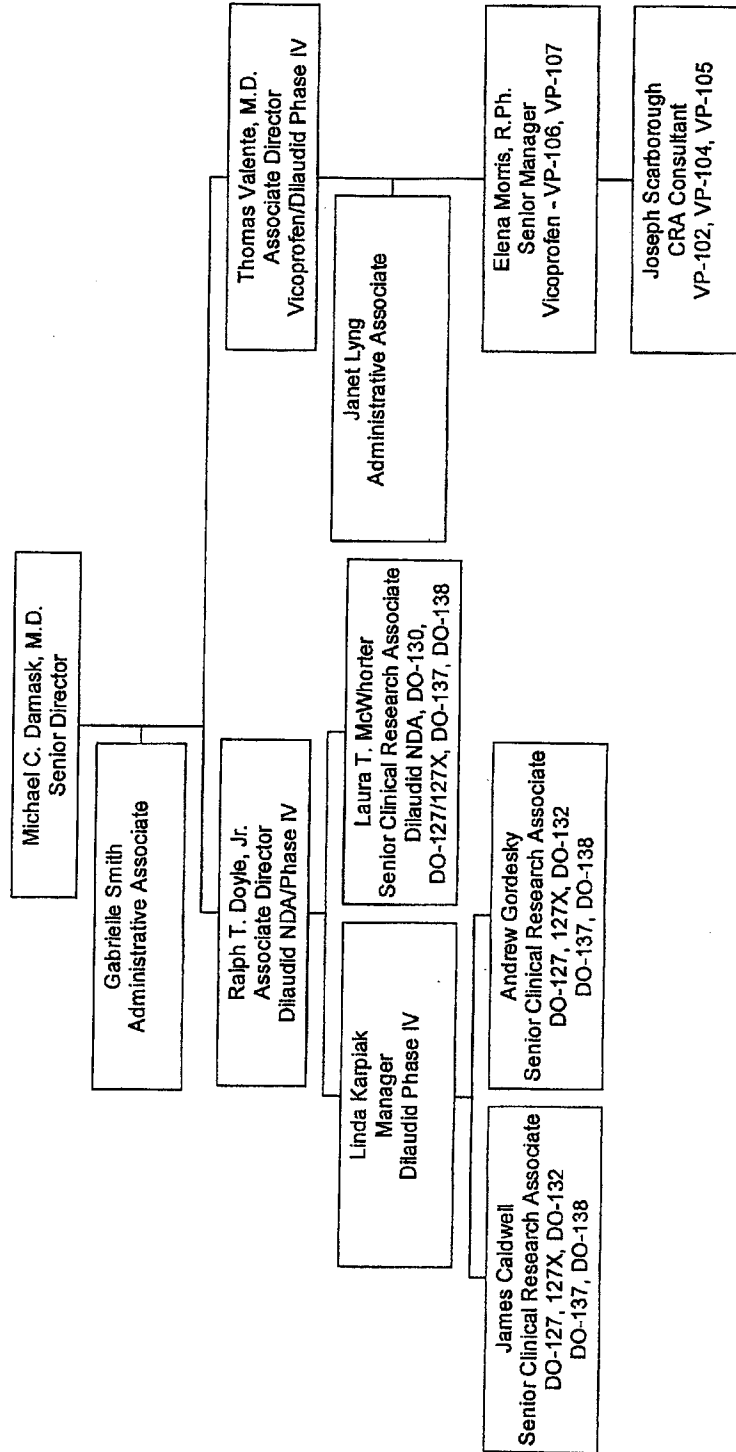 Michael C. Damask, M.D.
Senior Director
Gabrielle Smith
Administrative Associate
Ralph T. Doyle, Jr.
Associate Director
Dilaudid NDA/Phase IV
Thomas Valente, M.D.
Associate Director
Vicoprofen/Dilaudid Phase IV
Linda Karpiak
Manager
Dilaudid Phase IV
Laura T. McWhorter
Senior Clinical Research Associate
Dilaudid NDA, DO-130,
DO-127/127X, DO-137, DO-138
Janet Lyng
Administrative Associate
James Caldwell
Senior Clinical Research Associate
DO-127, 127X, DO-132
DO-137, DO-138
Andrew Gordesky
Senior Clinical Research Associate
DO-127, 127X, DO-132
DO-137, DO-138
Elena Morris, R.Ph.
Senior Manager
Vicoprofen - VP-106, VP-107
Joseph Scarborough
CRA Consultant
VP-102, VP-104, VP-105